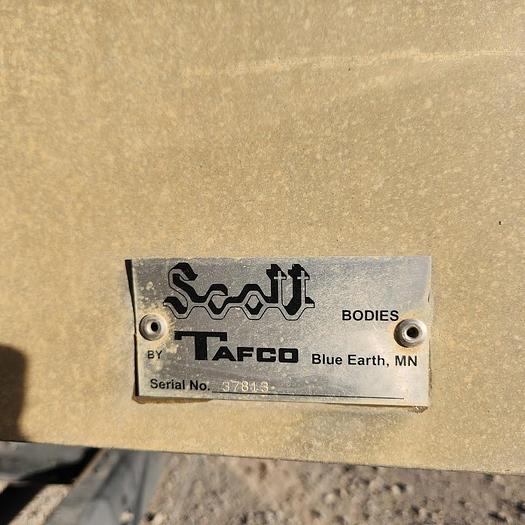 Scott
BODIES
BY TAFCO Blue Earth, MN
Serial No. 37813